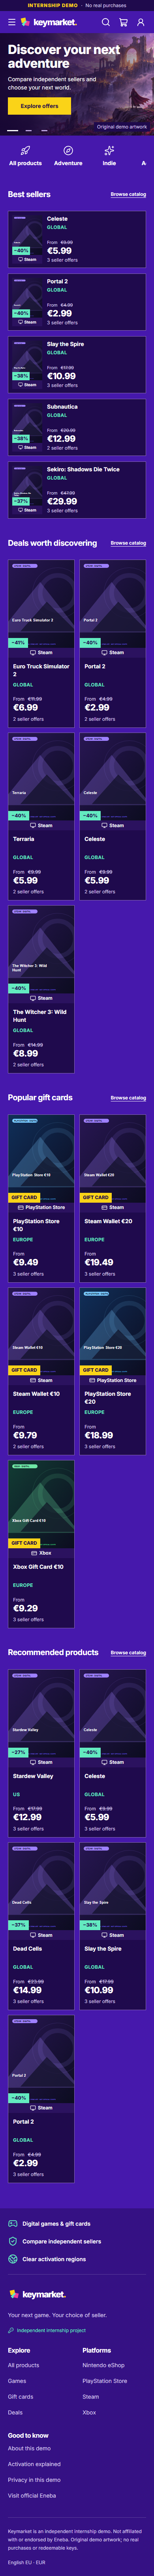 INTERNSHIP DEMO · No real purchases
keymarket.
Discover your next
adventure
Compare independent sellers and
choose your next world.
Explore offers
Original demo artwork
All products
Adventure
Indie
A
Best sellers
Browse catalog
Celeste
GLOBAL
−40%
From €9.99
€5.99
Steam
3 seller offers
Portal 2
GLOBAL
−40%
From €4.99
€2.99
Steam
3 seller offers
Slay the Spire
GLOBAL
−38%
From €17.99
€10.99
Steam
3 seller offers
Subnautica
GLOBAL
−38%
From €20.99
€12.99
Steam
2 seller offers
Sekiro: Shadows Die Twice
GLOBAL
−37%
From €47.99
€29.99
Steam
3 seller offers
Deals worth discovering
Browse catalog
Euro Truck Simulator 2
−41%
Steam
Euro Truck Simulator
2
GLOBAL
From €11.99
€6.99
2 seller offers
Portal 2
−40%
Steam
Portal 2
GLOBAL
From €4.99
€2.99
2 seller offers
Terraria
−40%
Steam
Terraria
GLOBAL
From €9.99
€5.99
2 seller offers
Celeste
−40%
Steam
Celeste
GLOBAL
From €9.99
€5.99
2 seller offers
The Witcher 3: Wild
Hunt
−40%
Steam
The Witcher 3: Wild
Hunt
GLOBAL
From €14.99
€8.99
2 seller offers
Popular gift cards
Browse catalog
PlayStation Store €10
GIFT CARD
PlayStation Store
PlayStation Store
€10
EUROPE
From
€9.49
3 seller offers
Steam Wallet €20
GIFT CARD
Steam
Steam Wallet €20
EUROPE
From
€19.49
3 seller offers
Steam Wallet €10
GIFT CARD
Steam
Steam Wallet €10
EUROPE
From
€9.79
2 seller offers
PlayStation Store €20
GIFT CARD
PlayStation Store
PlayStation Store
€20
EUROPE
From
€18.99
3 seller offers
Xbox Gift Card €10
GIFT CARD
Xbox
Xbox Gift Card €10
EUROPE
From
€9.29
3 seller offers
Recommended products
Browse catalog
Stardew Valley
−27%
Steam
Stardew Valley
US
From €17.99
€12.99
3 seller offers
Celeste
−40%
Steam
Celeste
GLOBAL
From €9.99
€5.99
3 seller offers
Dead Cells
−37%
Steam
Dead Cells
GLOBAL
From €23.99
€14.99
3 seller offers
Slay the Spire
−38%
Steam
Slay the Spire
GLOBAL
From €17.99
€10.99
3 seller offers
Portal 2
−40%
Steam
Portal 2
GLOBAL
From €4.99
€2.99
3 seller offers
Digital games & gift cards
Compare independent sellers
Clear activation regions
keymarket.
Your next game. Your choice of seller.
Independent internship project
Explore
All products
Games
Gift cards
Deals
Platforms
Nintendo eShop
PlayStation Store
Steam
Xbox
Good to know
About this demo
Activation explained
Privacy in this demo
Visit official Eneba
Keymarket is an independent internship demo. Not affiliated
with or endorsed by Eneba. Original demo artwork; no real
purchases or redeemable keys.
English EU · EUR